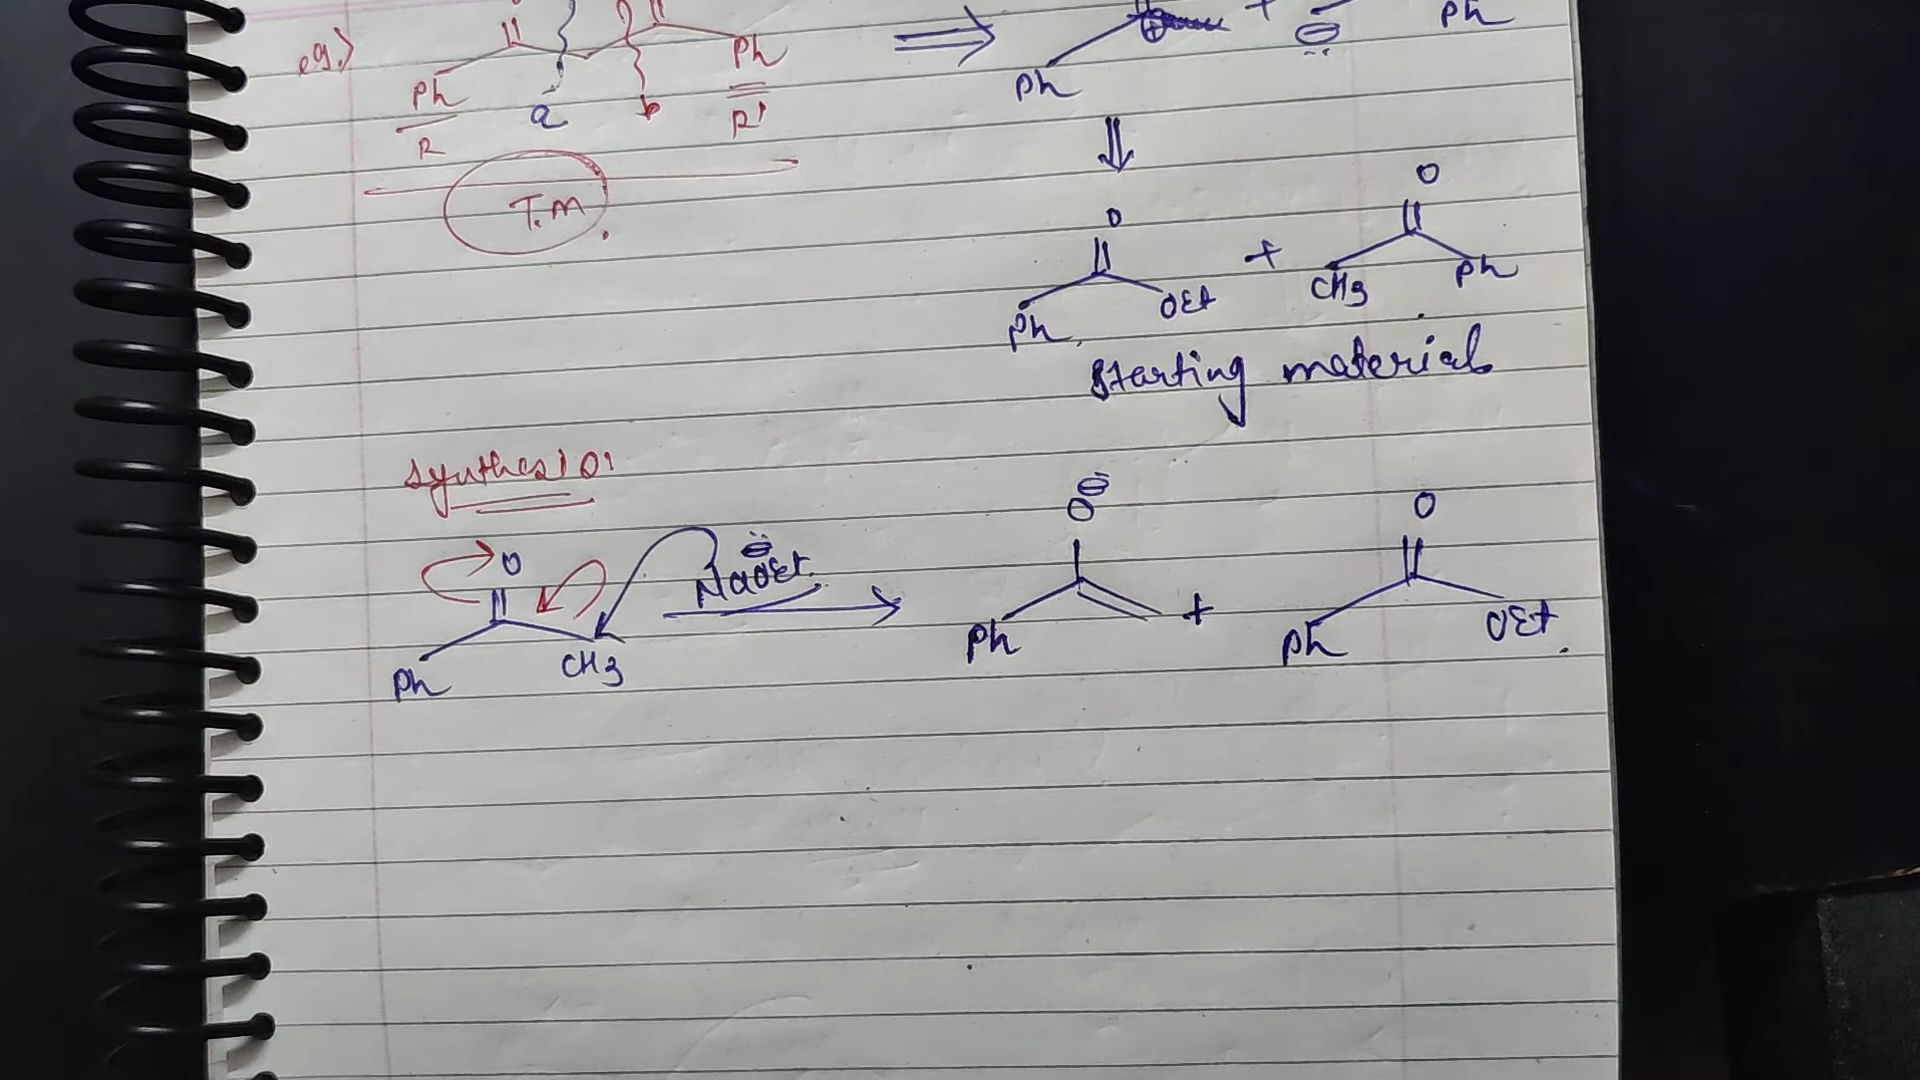 eg.)
Ph
a
b
Ph
R
R'
T.M.
Ph
+
⊖
Ph
O
Ph
OEt
+
O
CH3
Ph
Starting material
Synthesis:
O
Ph
CH3
NaOEt
⊖
O
Ph
+
O
Ph
OEt